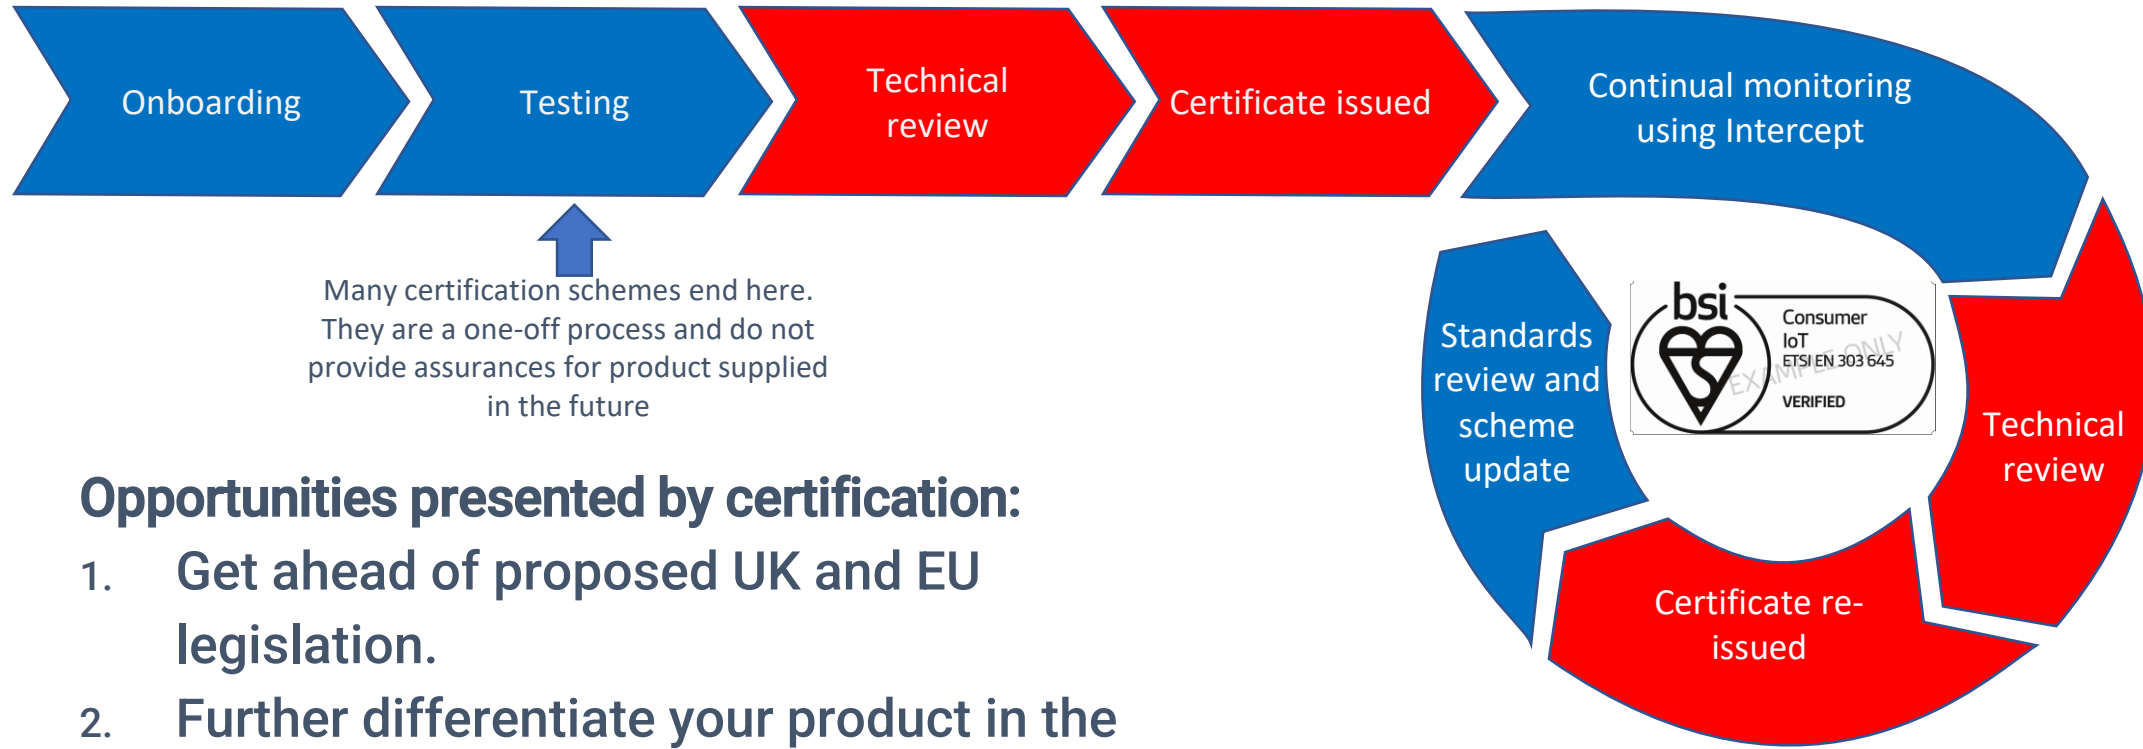 Onboarding
Testing
Technical
review
Certificate issued
Continual monitoring
using Intercept
Many certification schemes end here.
They are a one-off process and do not
provide assurances for product supplied
in the future
Standards
review and
scheme
update
bsi
Consumer
IoT
ETSI EN 303 645
VERIFIED
EXAMPLE ONLY
Technical
review
Certificate re-
issued
Opportunities presented by certification:
1. Get ahead of proposed UK and EU
legislation.
2. Further differentiate your product in the